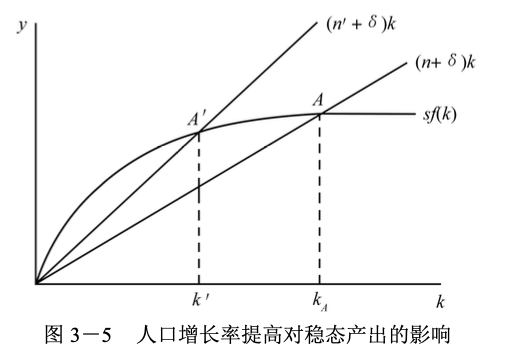 y
(n′ + δ)k
(n+ δ)k
A′
A
sf(k)
k′
k_A
k
图 3－5　人口增长率提高对稳态产出的影响